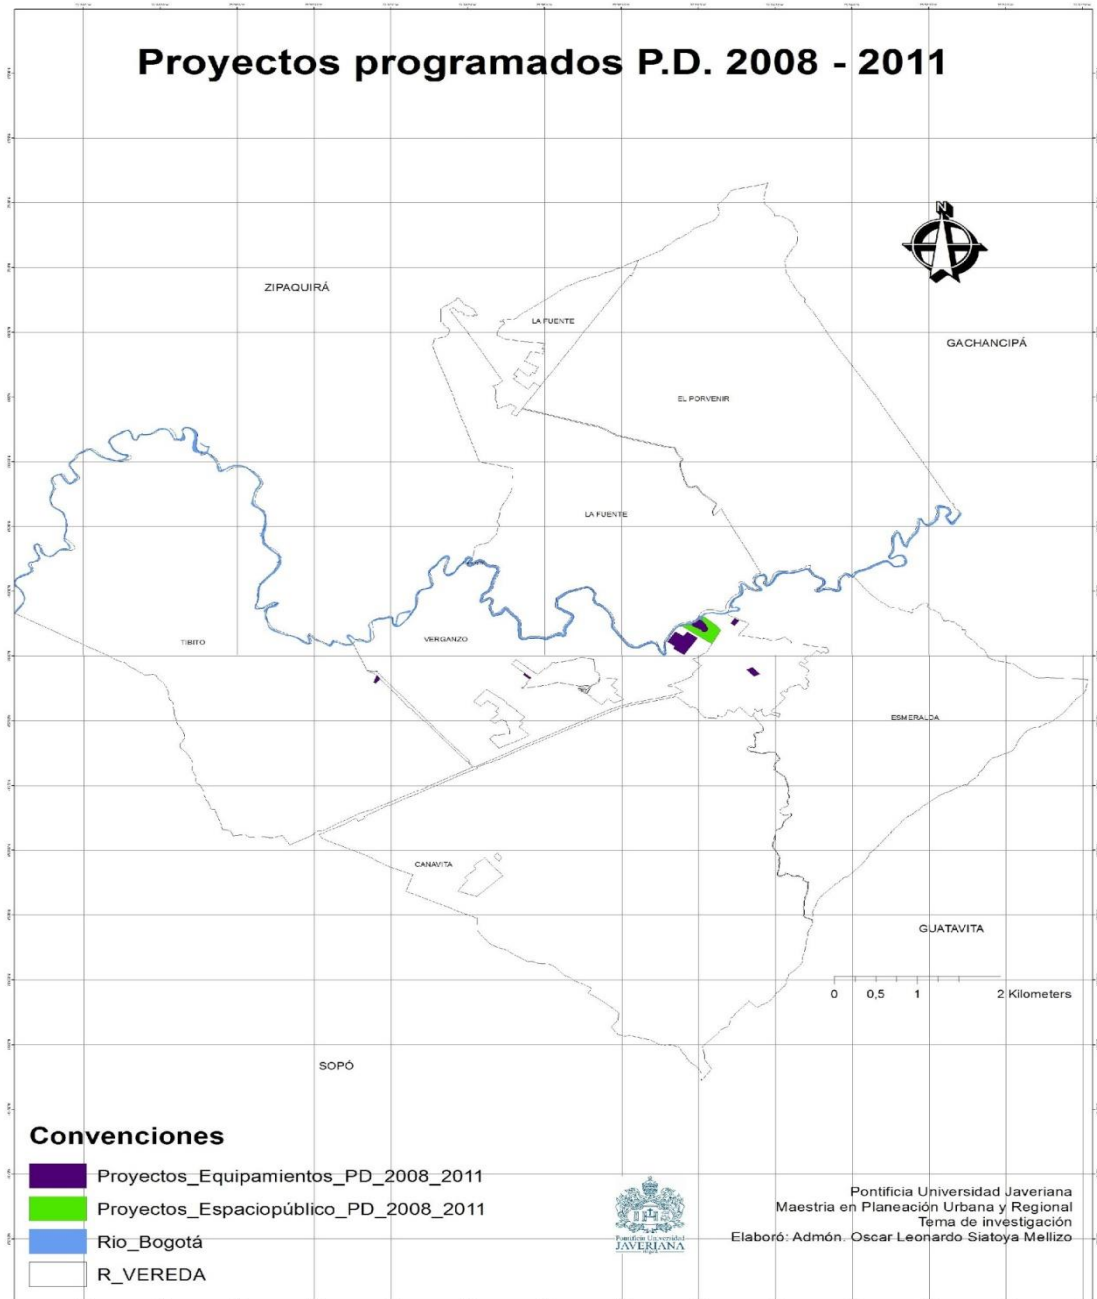 Proyectos programados P.D. 2008 - 2011
N
ZIPAQUIRÁ
LA FUENTE
GACHANCIPÁ
EL PORVENIR
LA FUENTE
TIBITO
VERGANZO
ESMERALDA
CANAVITA
GUATAVITA
0 0,5 1 2 Kilometers
SOPÓ
Convenciones
Proyectos_Equipamientos_PD_2008_2011
Proyectos_Espaciopúblico_PD_2008_2011
Rio_Bogotá
R_VEREDA
Pontificia Universidad
JAVERIANA
Pontificia Universidad Javeriana
Maestria en Planeación Urbana y Regional
Tema de investigación
Elaboró: Admón. Oscar Leonardo Siatoya Mellizo